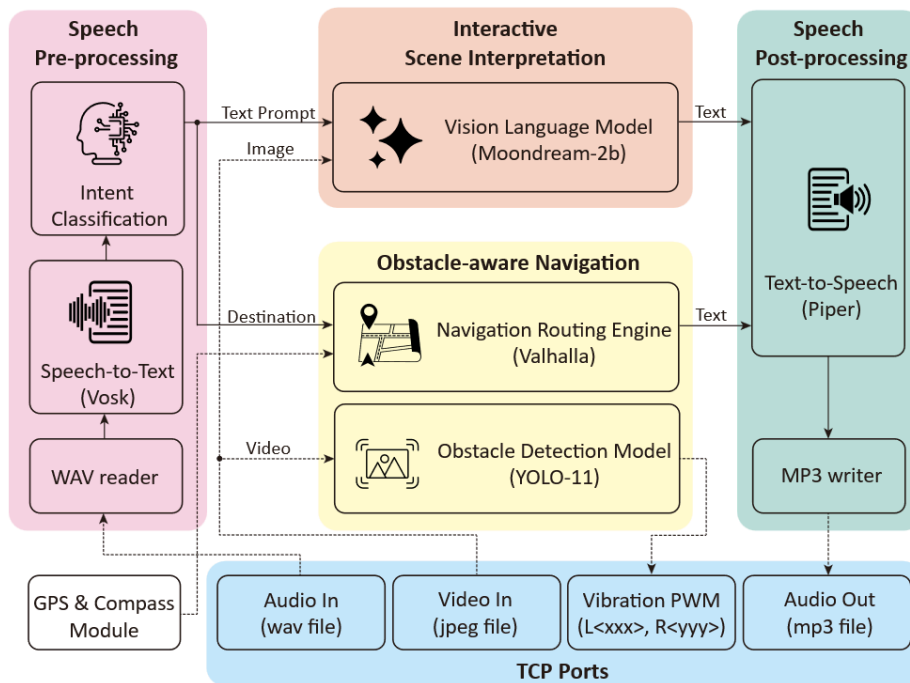 Speech
Pre-processing
Intent
Classification
Speech-to-Text
(Vosk)
WAV reader
GPS & Compass
Module
Text Prompt
Image
Destination
Video
Interactive
Scene Interpretation
Vision Language Model
(Moondream-2b)
Obstacle-aware Navigation
Navigation Routing Engine
(Valhalla)
Obstacle Detection Model
(YOLO-11)
Text
Text
Speech
Post-processing
Text-to-Speech
(Piper)
MP3 writer
Audio In
(wav file)
Video In
(jpeg file)
Vibration PWM
(L<xxx>, R<yyy>)
Audio Out
(mp3 file)
TCP Ports